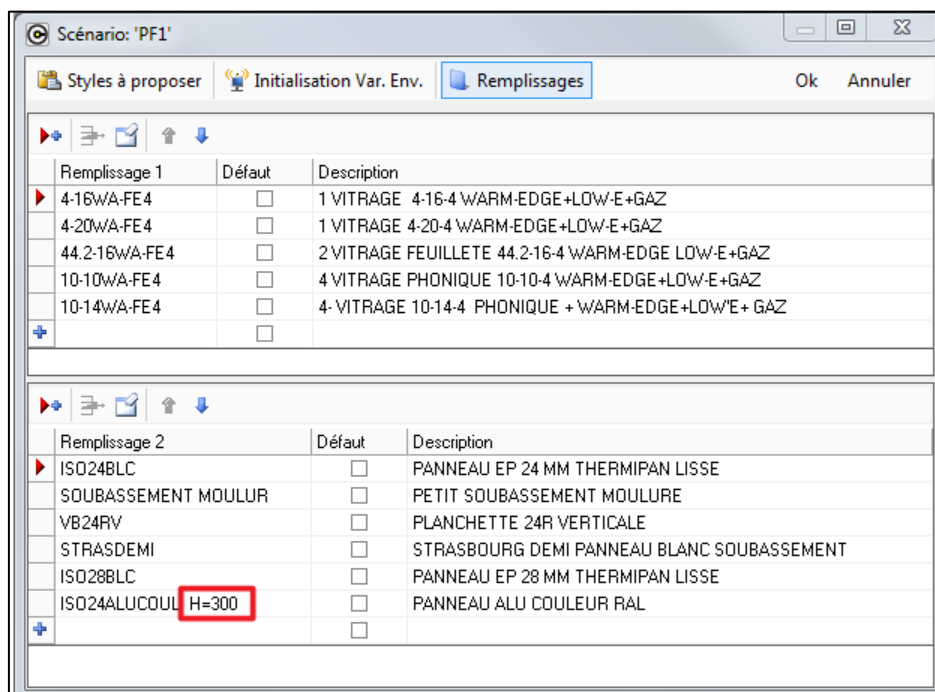 Scénario: 'PF1'
Styles à proposer Initialisation Var. Env. Remplissages Ok Annuler
Remplissage 1 Défaut Description
4-16WA-FE4 1 VITRAGE 4-16-4 WARM-EDGE+LOW-E+GAZ
4-20WA-FE4 1 VITRAGE 4-20-4 WARM-EDGE+LOW-E+GAZ
44.2-16WA-FE4 2 VITRAGE FEUILLETE 44.2-16-4 WARM-EDGE LOW-E+GAZ
10-10WA-FE4 4 VITRAGE PHONIQUE 10-10-4 WARM-EDGE+LOW-E+GAZ
10-14WA-FE4 4- VITRAGE 10-14-4 PHONIQUE + WARM-EDGE+LOW'E+ GAZ
Remplissage 2 Défaut Description
ISO24BLC PANNEAU EP 24 MM THERMIPAN LISSE
SOUBASSEMENT MOULUR PETIT SOUBASSEMENT MOULURE
VB24RV PLANCHETTE 24R VERTICALE
STRASDEMI STRASBOURG DEMI PANNEAU BLANC SOUBASSEMENT
ISO28BLC PANNEAU EP 28 MM THERMIPAN LISSE
ISO24ALUCOUL H=300 PANNEAU ALU COULEUR RAL